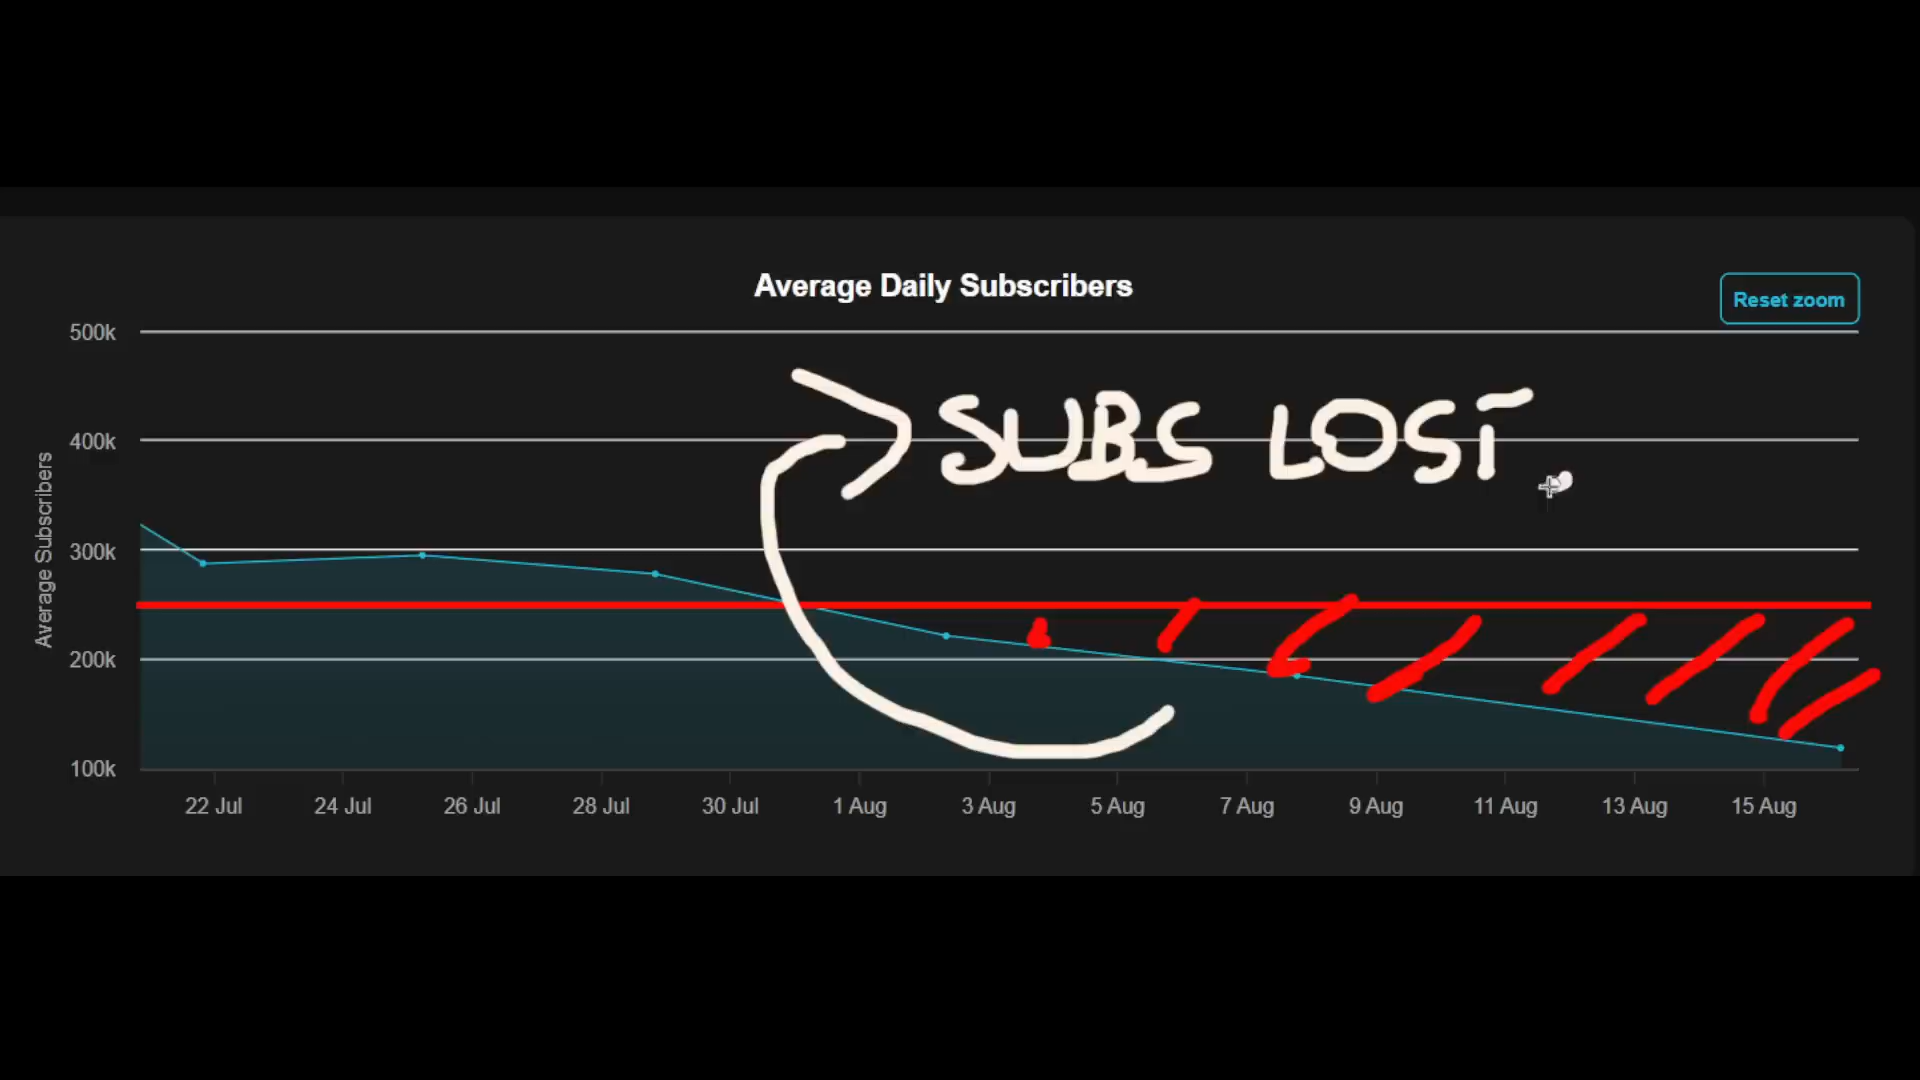 Average Daily Subscribers
Reset zoom
500k
SUBS LOST
400k
Average Subscribers
300k
200k
100k
22 Jul 24 Jul 26 Jul 28 Jul 30 Jul 1 Aug 3 Aug 5 Aug 7 Aug 9 Aug 11 Aug 13 Aug 15 Aug